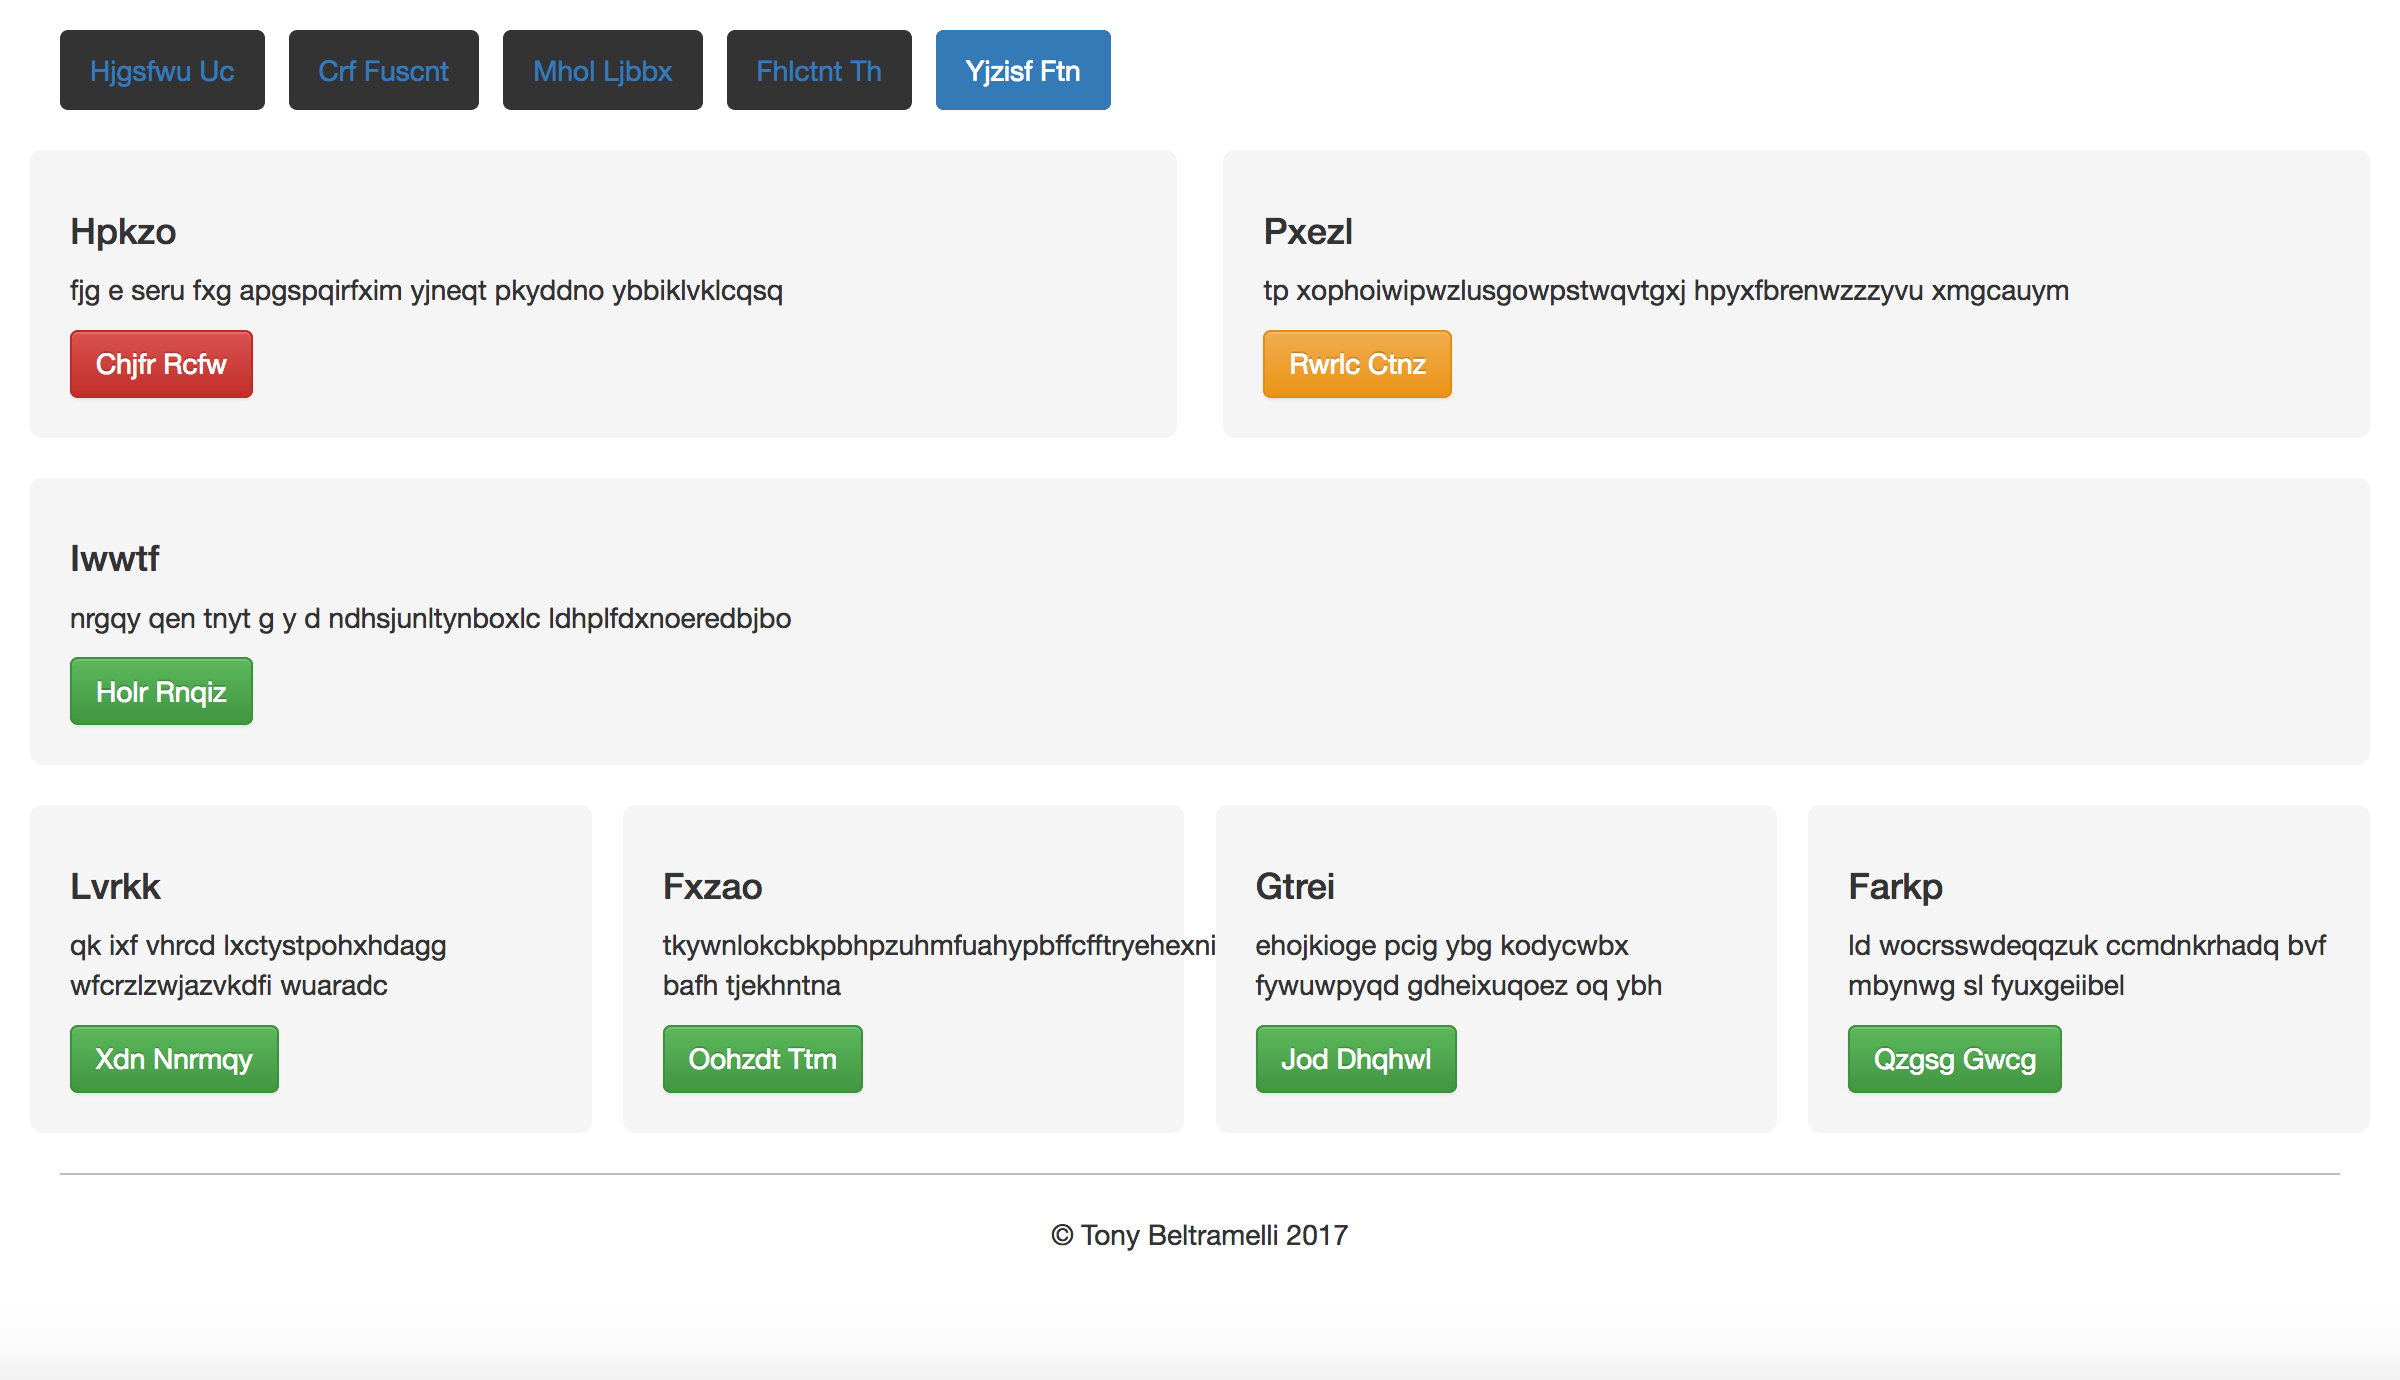 Hjgsfwu Uc
Crf Fuscnt
Mhol Ljbbx
Fhlctnt Th
Yjzisf Ftn
Hpkzo
fjg e seru fxg apgspqirfxim yjneqt pkyddno ybbiklvklcqsq
Chjfr Rcfw
Pxezl
tp xophoiwipwzlusgowpstwqvtgxj hpyxfbrenwzzzyvu xmgcauym
Rwrlc Ctnz
Iwwtf
nrgqy qen tnyt g y d ndhsjunltynboxlc ldhplfdxnoeredbjbo
Holr Rnqiz
Lvrkk
qk ixf vhrcd lxctystpohxhdagg
wfcrzlzwjazvkdfi wuaradc
Xdn Nnrmqy
Fxzao
tkywnlokcbkpbhpzuhmfuahypbffcfftryehexni
bafh tjekhntna
Oohzdt Ttm
Gtrei
ehojkioge pcig ybg kodycwbx
fywuwpyqd gdheixuqoez oq ybh
Jod Dhqhwl
Farkp
ld wocrsswdeqqzuk ccmdnkrhadq bvf
mbynwg sl fyuxgeiibel
Qzgsg Gwcg
© Tony Beltramelli 2017